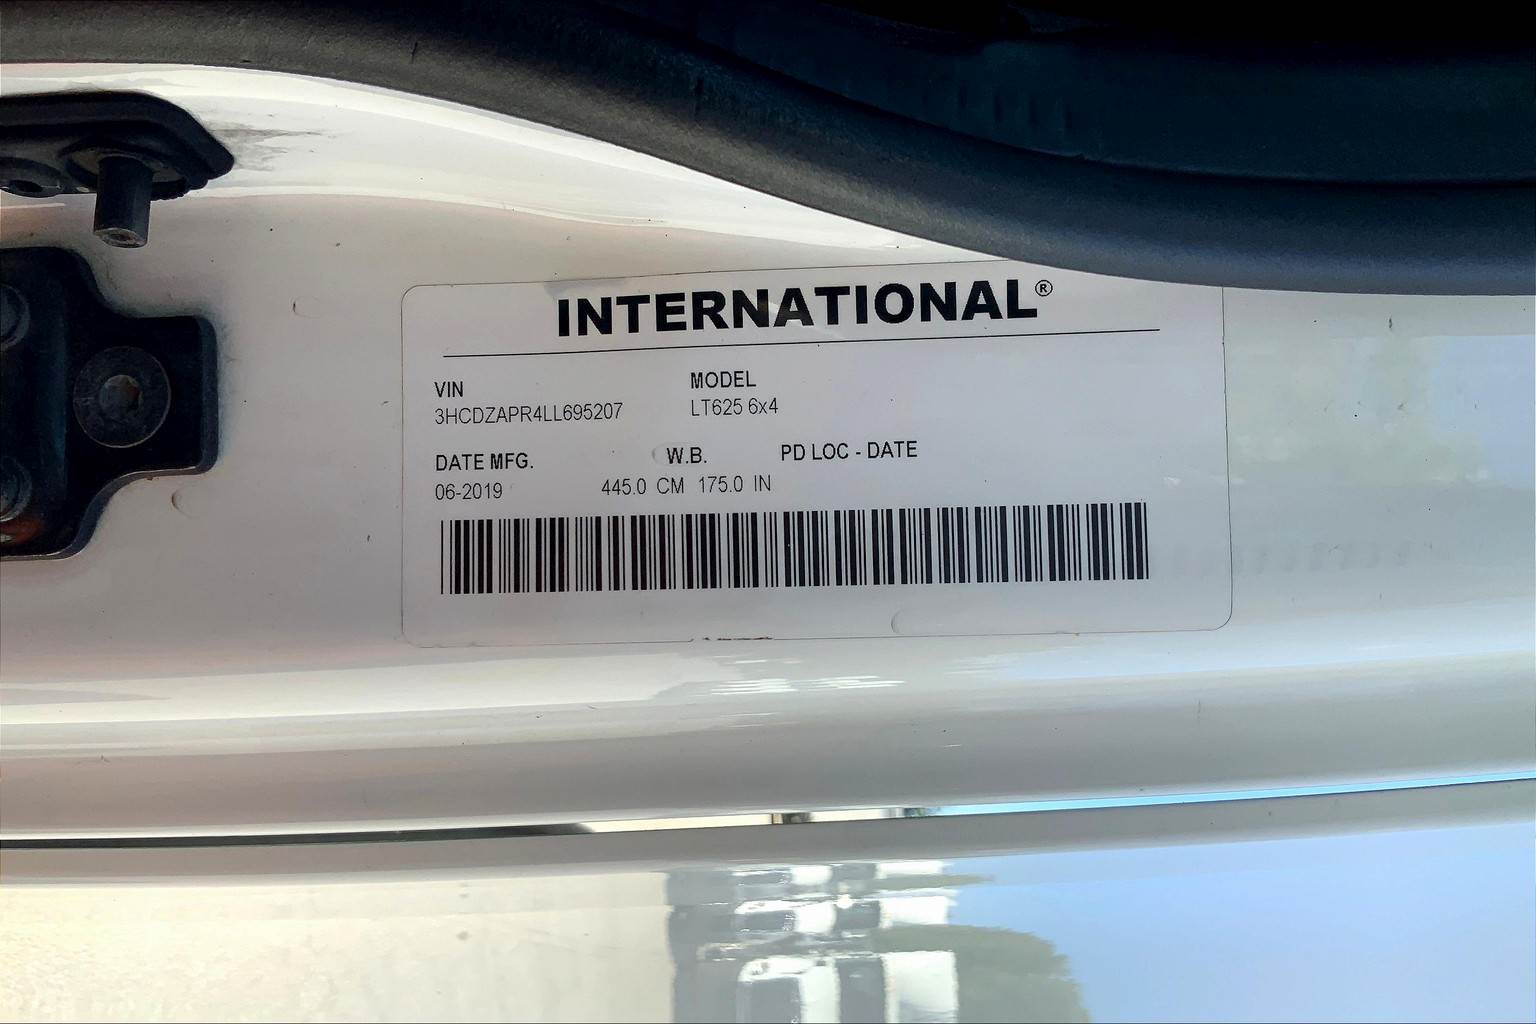 INTERNATIONAL®
VIN MODEL
3HCDZAPR4LL695207 LT625 6x4
DATE MFG. W.B. PD LOC - DATE
06-2019 445.0 CM 175.0 IN